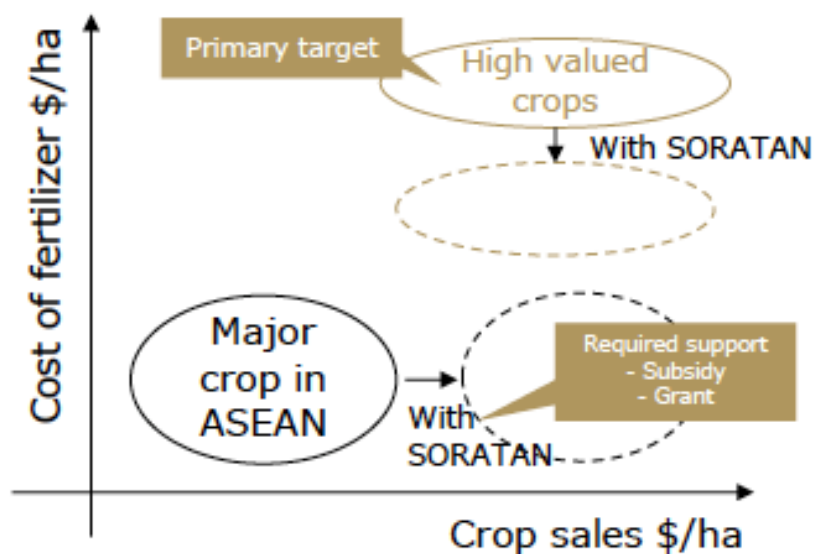 Cost of fertilizer $/ha
Primary target
High valued
crops
With SORATAN
Major
crop in
ASEAN
With
SORATAN
Required support
- Subsidy
- Grant
Crop sales $/ha